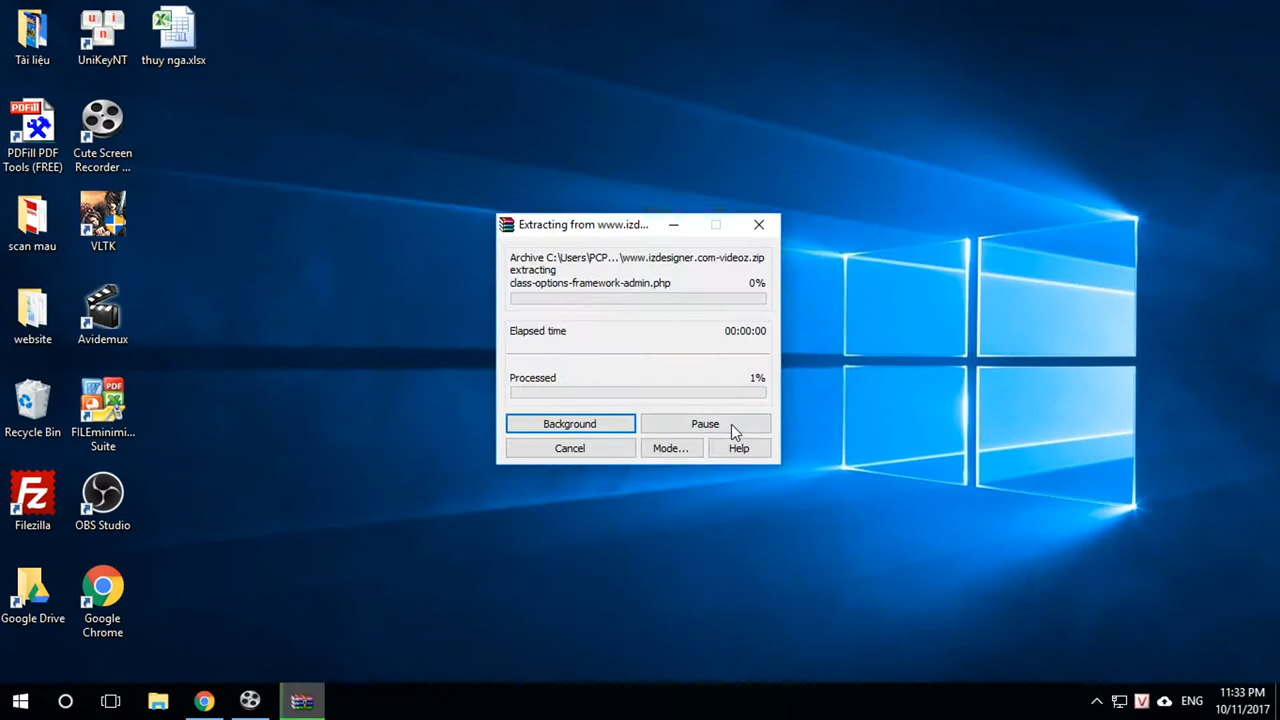 Tài liệu
UniKeyNT
thuy nga.xlsx
PDFill
PDFill PDF
Tools (FREE)
Cute Screen
Recorder ...
scan mau
VLTK
website
Avidemux
Recycle Bin
PDF
FILEminimi...
Suite
Filezilla
OBS Studio
Google Drive
Google
Chrome
Extracting from www.izd...
Archive C:\Users\PCP...\www.izdesigner.com-videoz.zip
extracting
class-options-framework-admin.php 0%
Elapsed time 00:00:00
Processed 1%
Background Pause
Cancel Mode... Help
V ENG
11:33 PM
10/11/2017